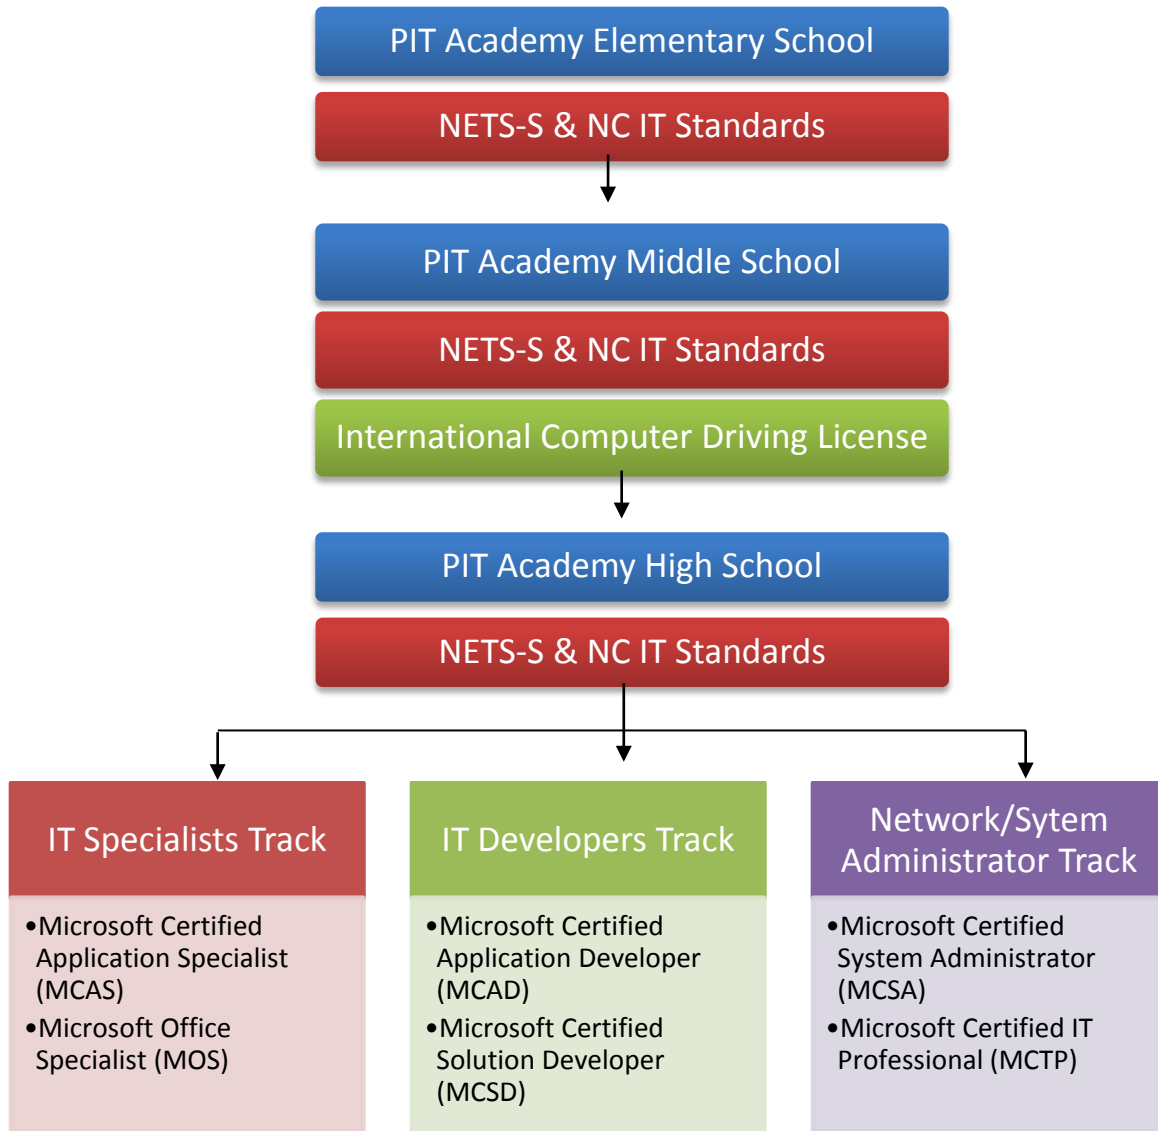 PIT Academy Elementary School
NETS-S & NC IT Standards
PIT Academy Middle School
NETS-S & NC IT Standards
International Computer Driving License
PIT Academy High School
NETS-S & NC IT Standards
IT Specialists Track
•Microsoft Certified
Application Specialist
(MCAS)
•Microsoft Office
Specialist (MOS)
IT Developers Track
•Microsoft Certified
Application Developer
(MCAD)
•Microsoft Certified
Solution Developer
(MCSD)
Network/Sytem
Administrator Track
•Microsoft Certified
System Administrator
(MCSA)
•Microsoft Certified IT
Professional (MCTP)